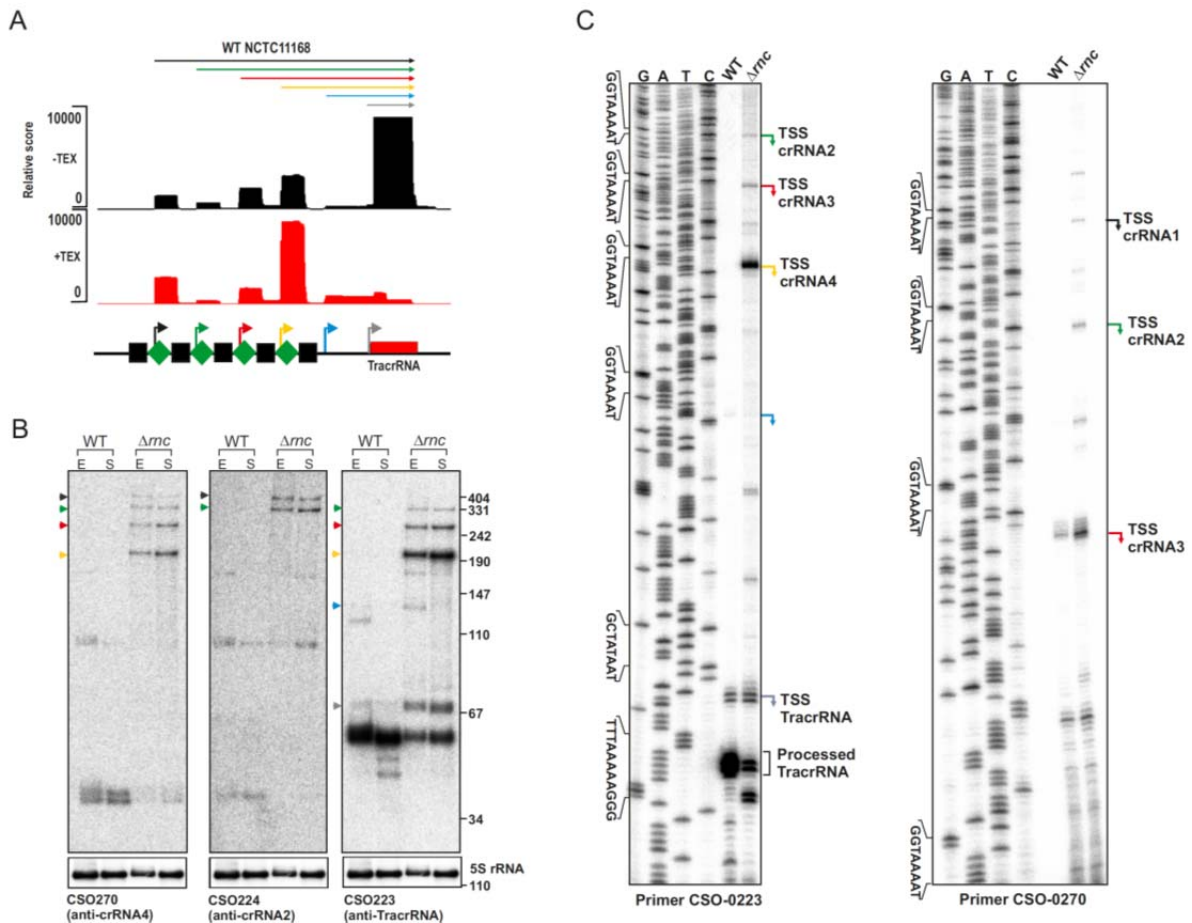 A
WT NCTC11168
Relative score
10000
-TEX
0
10000
+TEX
0
TracrRNA
B
WT Δrnc WT Δrnc WT Δrnc
E S E S E S E S E S E S
404
331
242
190
147
110
67
34
5S rRNA
110
CSO270
(anti-crRNA4)
CSO224
(anti-crRNA2)
CSO223
(anti-TracrRNA)
C
G A T C WT Δrnc
GGTAAAAT
GGTAAAAT
GGTAAAAT
GGTAAAAT
GCTATAAT
TTTAAAAAGGG
TSS
crRNA2
TSS
crRNA3
TSS
crRNA4
TSS
TracrRNA
Processed
TracrRNA
Primer CSO-0223
G A T C WT Δrnc
GGTAAAAT
GGTAAAAT
GGTAAAAT
GGTAAAAT
TSS
crRNA1
TSS
crRNA2
TSS
crRNA3
Primer CSO-0270